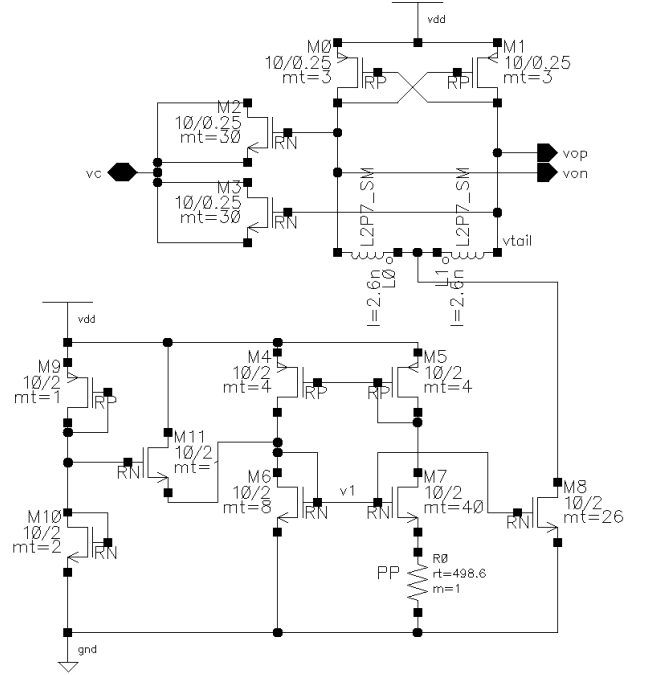 vdd
M0
10/0.25
mt=3
RP
M1
10/0.25
mt=3
RP
M2
10/0.25
mt=30
RN
vc
M3
10/0.25
mt=30
RN
vop
von
L2P7_SM
L2P7_SM
vtail
L0
l=2.6n
L1
l=2.6n
vdd
M9
10/2
mt=1
RP
M4
10/2
mt=4
RP
M5
10/2
mt=4
RP
M11
10/2
mt=
RN
M6
10/2
mt=8
RN
v1
M7
10/2
mt=40
RN
M8
10/2
mt=26
RN
M10
10/2
mt=2
RN
PP
R0
rt=498.6
m=1
gnd